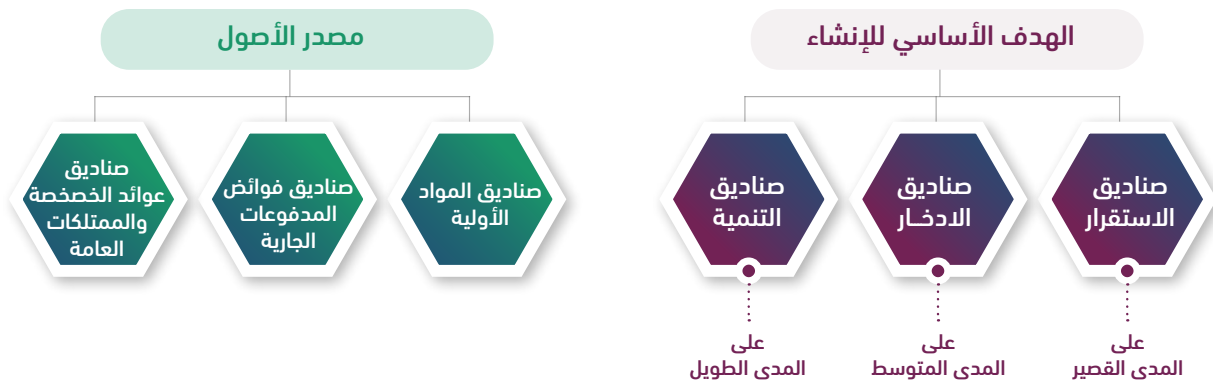 الهدف الأساسي للإنشاء
صناديق
الاستقرار
على
المدى القصير
صناديق
الادخــار
على
المدى المتوسط
صناديق
التنمية
على
المدى الطويل
مصدر الأصول
صناديق المواد
الأولية
صناديق فوائض
المدفوعات
الجارية
صناديق
عوائد الخصخصة
والممتلكات
العامة